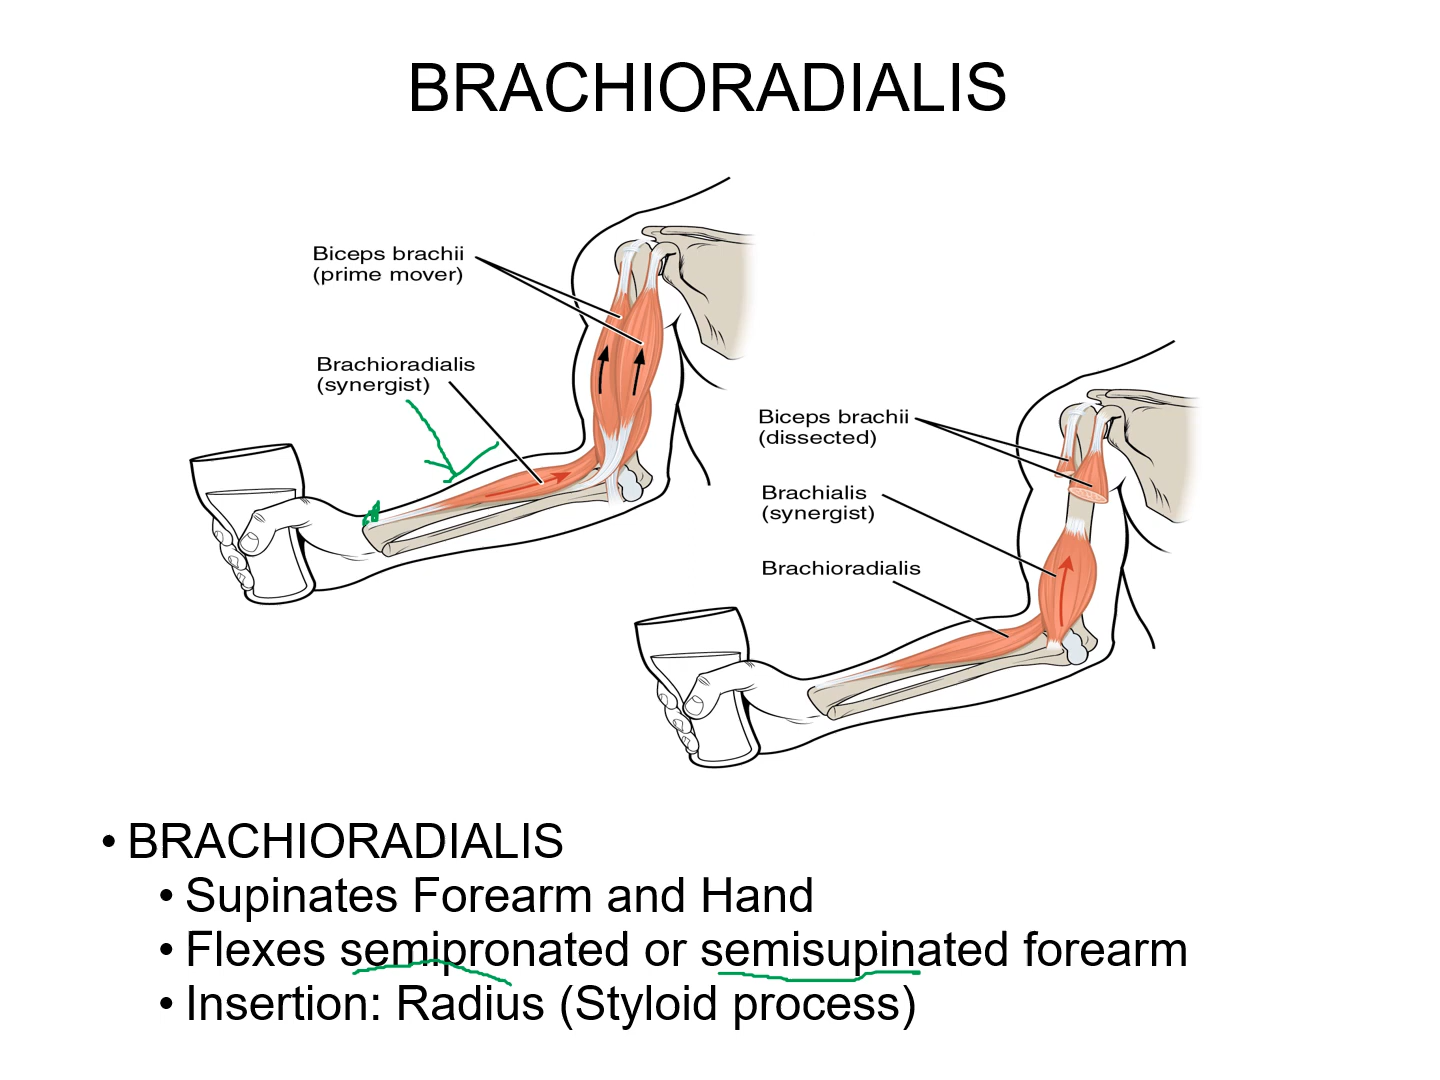 BRACHIORADIALIS
Biceps brachii
(prime mover)
Brachioradialis
(synergist)
Biceps brachii
(dissected)
Brachialis
(synergist)
Brachioradialis
• BRACHIORADIALIS
• Supinates Forearm and Hand
• Flexes semipronated or semisupinated forearm
• Insertion: Radius (Styloid process)